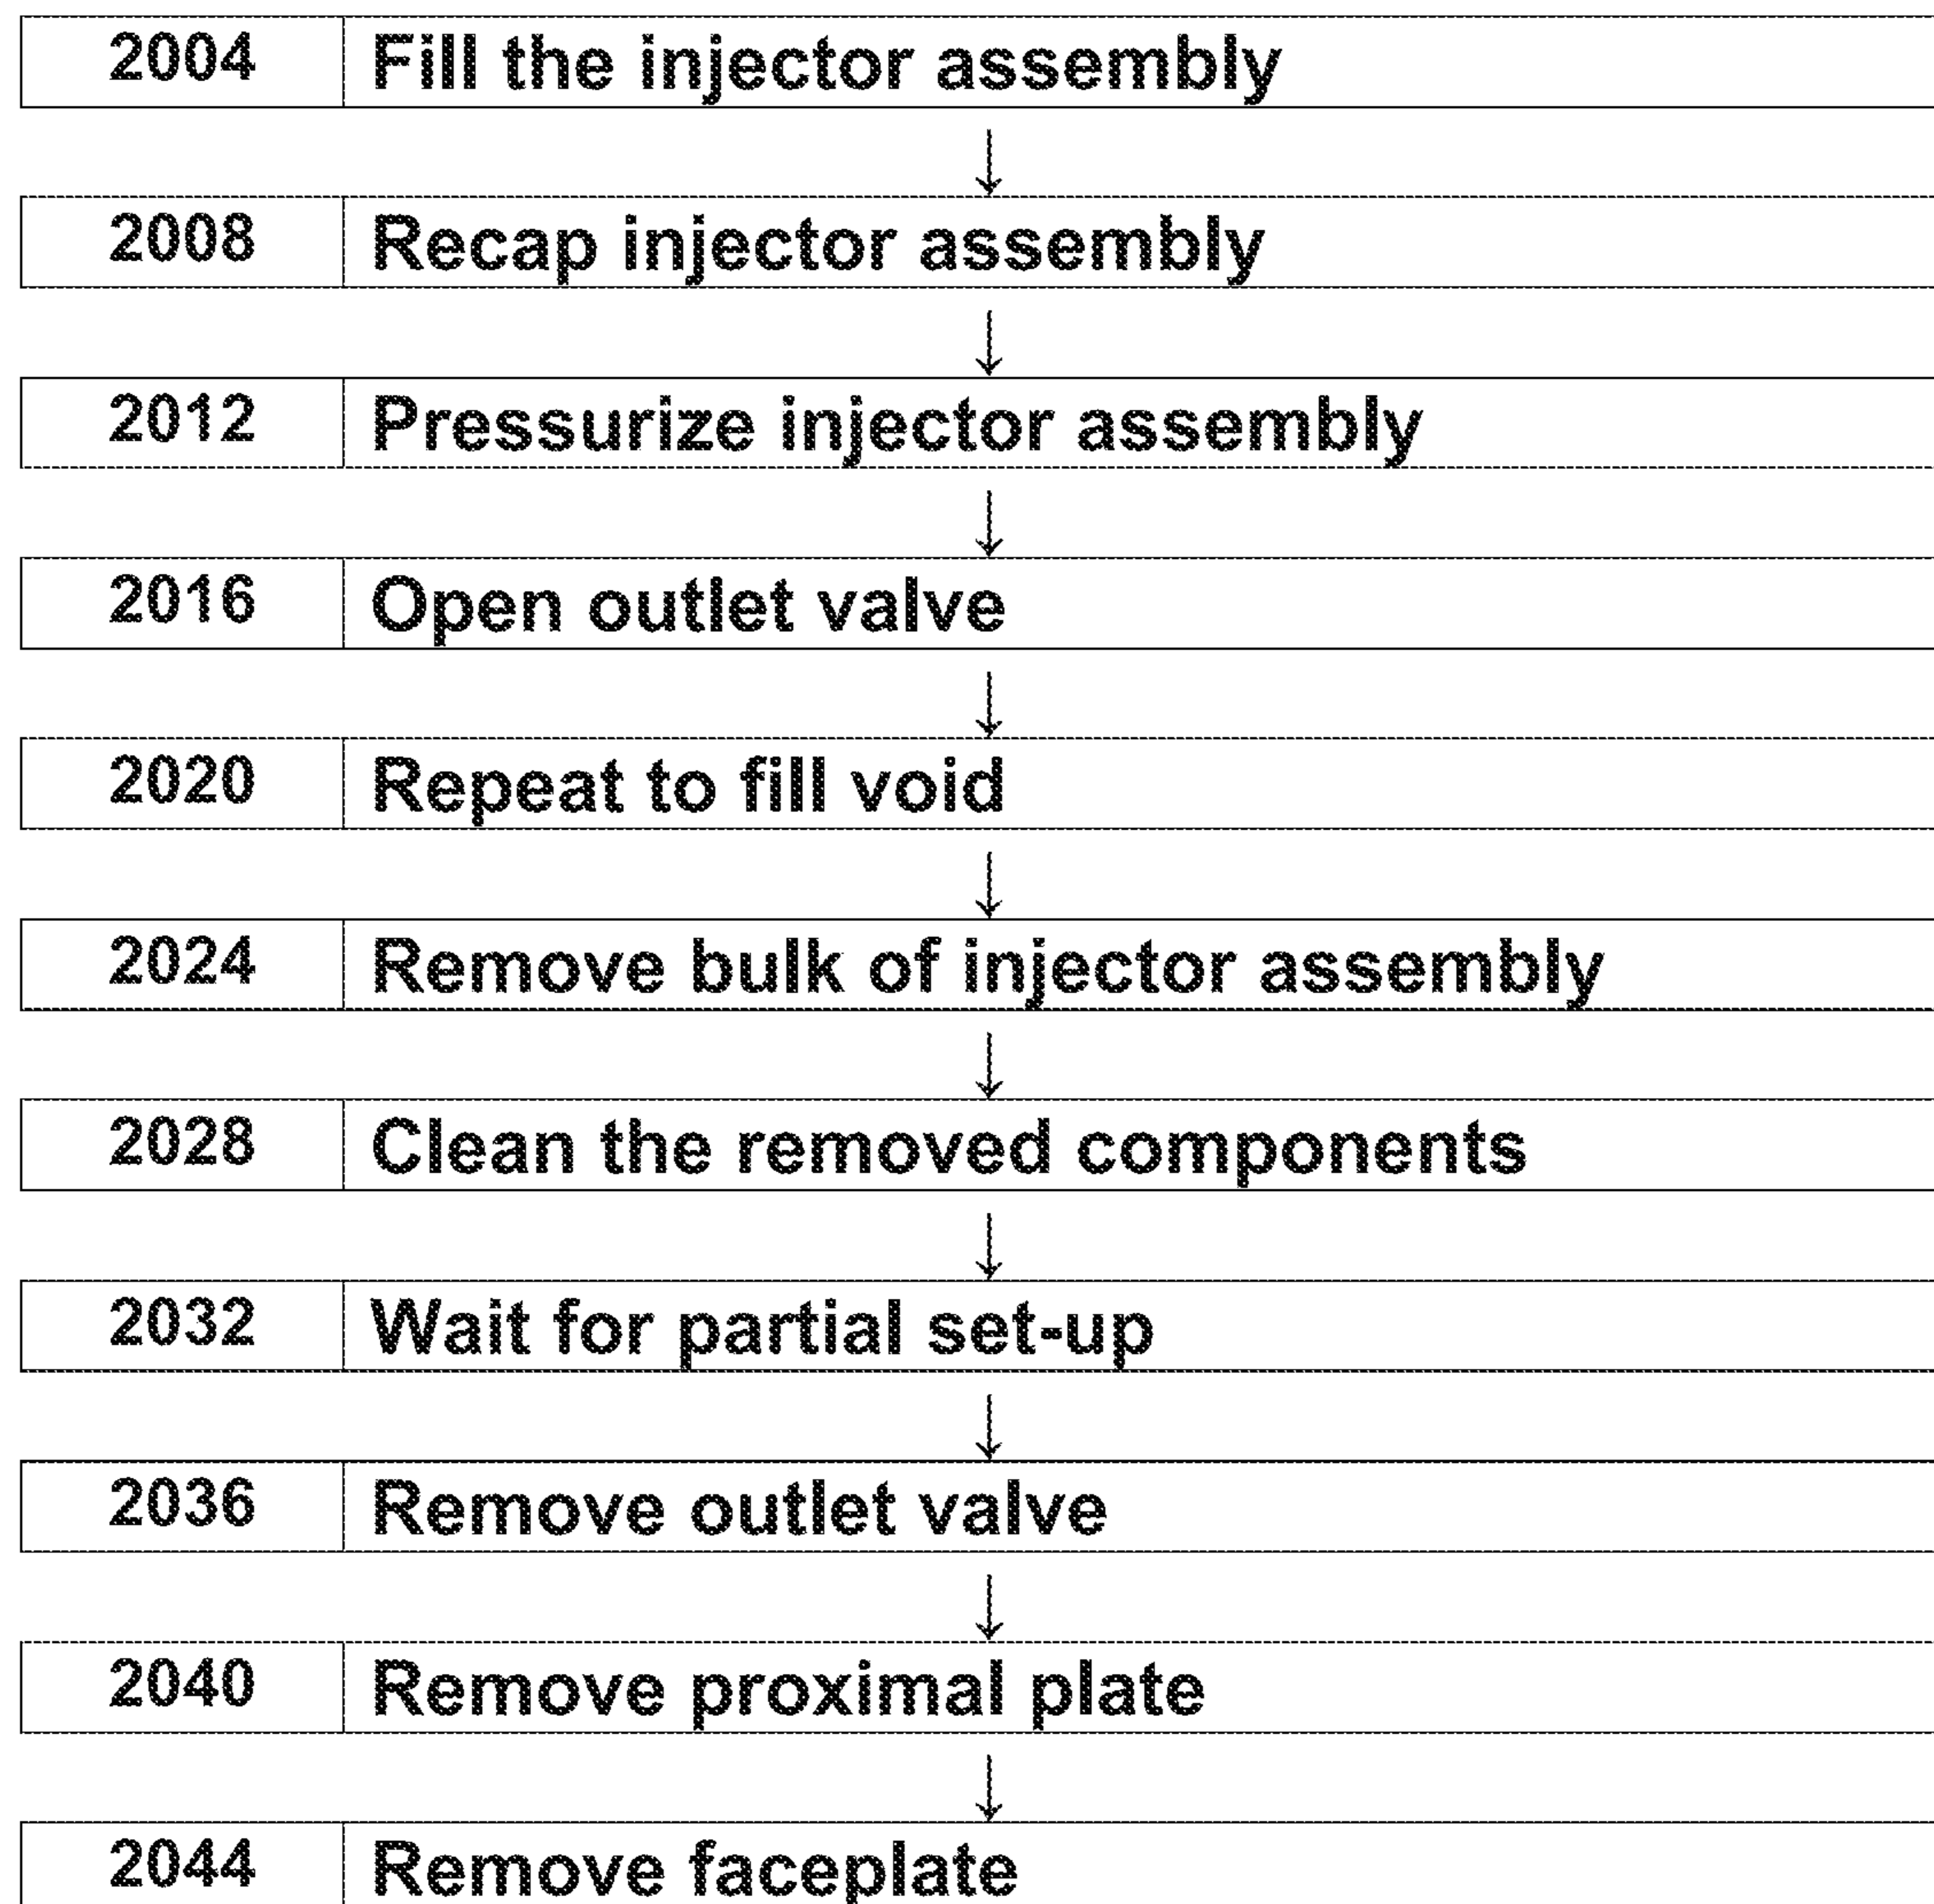 2004 Fill the injector assembly
2008 Recap injector assembly
2012 Pressurize injector assembly
2016 Open outlet valve
2020 Repeat to fill void
2024 Remove bulk of injector assembly
2028 Clean the removed components
2032 Wait for partial set-up
2036 Remove outlet valve
2040 Remove proximal plate
2044 Remove faceplate